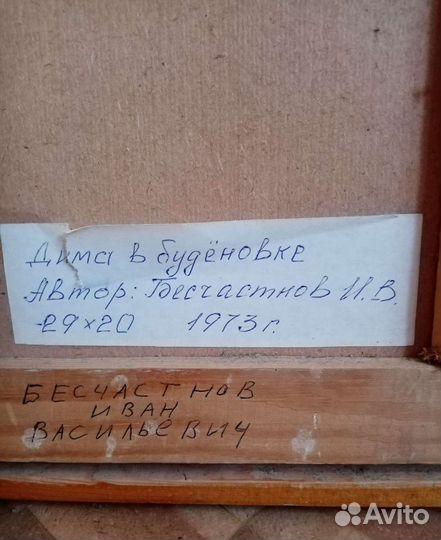 Дима в будёновке
Автор: Бесчастнов И.В.
29×20 1973г.
БЕСЧАСТНОВ
ИВАН
ВАСИЛЬЕВИЧ
Avito